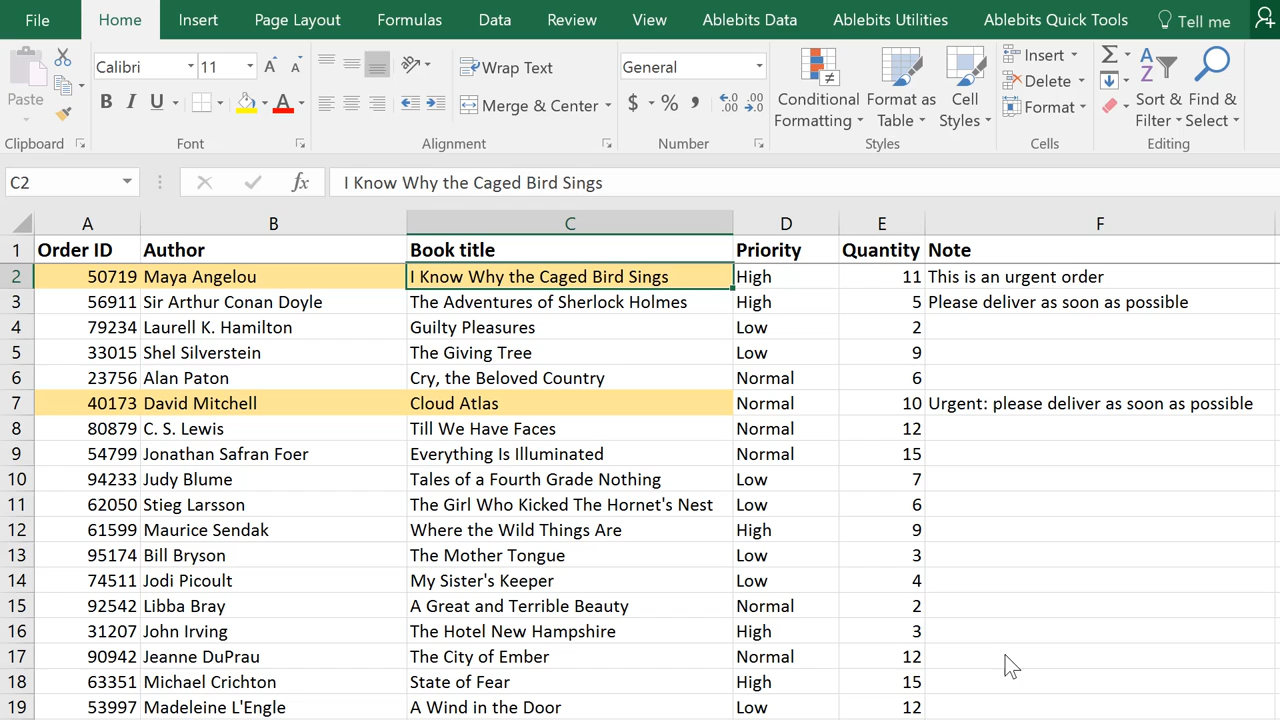 File Home Insert Page Layout Formulas Data Review View Ablebits Data Ablebits Utilities Ablebits Quick Tools Tell me
Paste
Calibri 11
B I U A
Wrap Text
Merge & Center
General
$ %
Conditional Formatting
Format as Table
Cell Styles
Insert
Delete
Format
Sort & Filter
Find & Select
Clipboard Font Alignment Number Styles Cells Editing
C2 fx I Know Why the Caged Bird Sings
A B C D E F
1 Order ID Author Book title Priority Quantity Note
2 50719 Maya Angelou I Know Why the Caged Bird Sings High 11 This is an urgent order
3 56911 Sir Arthur Conan Doyle The Adventures of Sherlock Holmes High 5 Please deliver as soon as possible
4 79234 Laurell K. Hamilton Guilty Pleasures Low 2
5 33015 Shel Silverstein The Giving Tree Low 9
6 23756 Alan Paton Cry, the Beloved Country Normal 6
7 40173 David Mitchell Cloud Atlas Normal 10 Urgent: please deliver as soon as possible
8 80879 C. S. Lewis Till We Have Faces Normal 12
9 54799 Jonathan Safran Foer Everything Is Illuminated Normal 15
10 94233 Judy Blume Tales of a Fourth Grade Nothing Low 7
11 62050 Stieg Larsson The Girl Who Kicked The Hornet's Nest Low 6
12 61599 Maurice Sendak Where the Wild Things Are High 9
13 95174 Bill Bryson The Mother Tongue Low 3
14 74511 Jodi Picoult My Sister's Keeper Low 4
15 92542 Libba Bray A Great and Terrible Beauty Normal 2
16 31207 John Irving The Hotel New Hampshire High 3
17 90942 Jeanne DuPrau The City of Ember Normal 12
18 63351 Michael Crichton State of Fear High 15
19 53997 Madeleine L'Engle A Wind in the Door Low 12